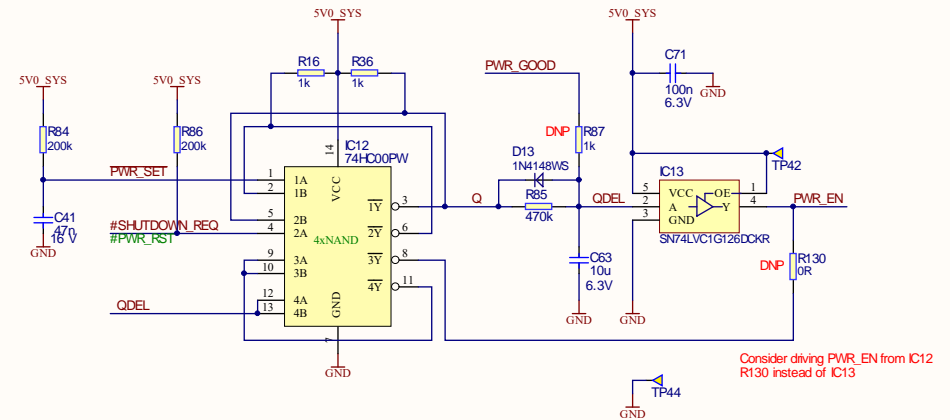 5V0_SYS
5V0_SYS
5V0_SYS
5V0_SYS
R16
1k
R36
1k
PWR_GOOD
C71
100n
6.3V
GND
R84
200k
R86
200k
DNP
R87
1k
IC12
74HC00PW
14
D13
1N4148WS
TP42
IC13
PWR_SET
1
1A
VCC
2
1B
1Y
3
Q
R85
470k
QDEL
5
VCC
OE
1
2
A
Y
4
PWR_EN
3
GND
SN74LVC1G126DCKR
C41
47n
16 V
GND
#SHUTDOWN_REQ
#PWR_RST
5
2B
4
2A
4xNAND
2Y
6
9
3A
10
3B
3Y
8
4Y
11
12
4A
13
4B
GND
7
QDEL
C63
10u
6.3V
DNP
R130
0R
GND
GND
GND
Consider driving PWR_EN from IC12
R130 instead of IC13
TP44
GND